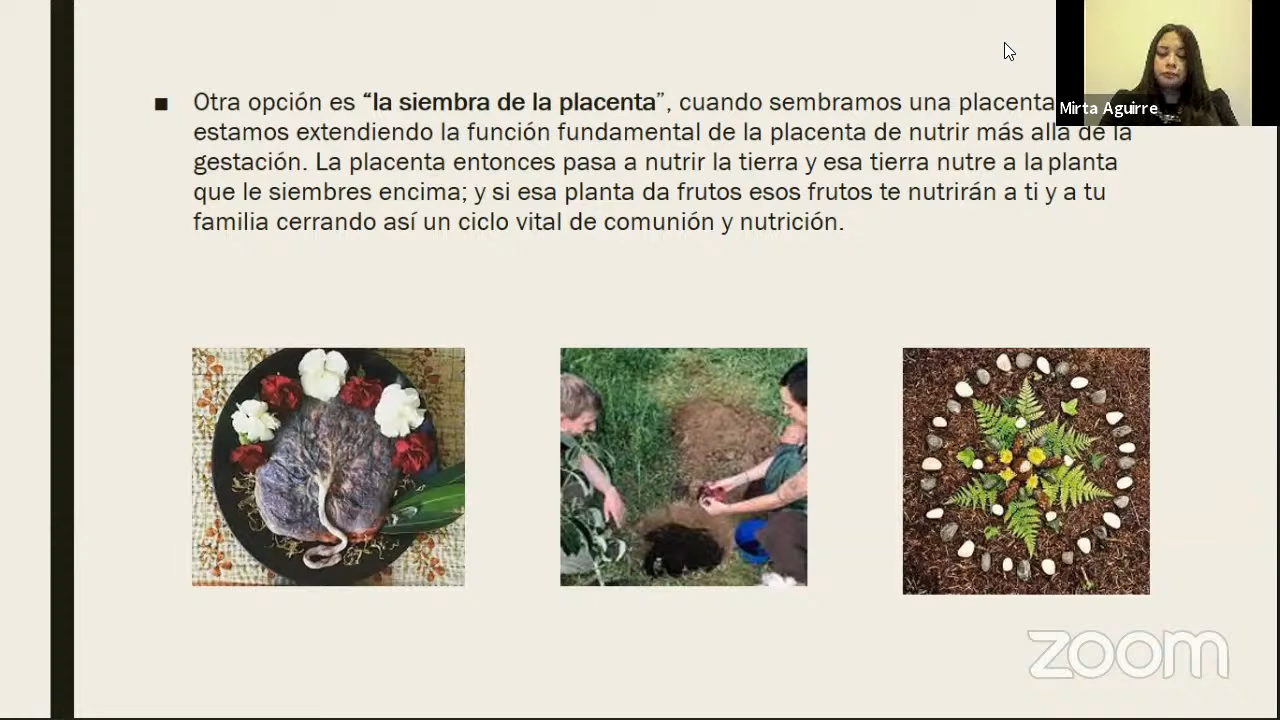 ■ Otra opción es “la siembra de la placenta”, cuando sembramos una placenta
estamos extendiendo la función fundamental de la placenta de nutrir más allá de la
gestación. La placenta entonces pasa a nutrir la tierra y esa tierra nutre a la planta
que le siembres encima; y si esa planta da frutos esos frutos te nutrirán a ti y a tu
familia cerrando así un ciclo vital de comunión y nutrición.
Mirta Aguirre
zoom